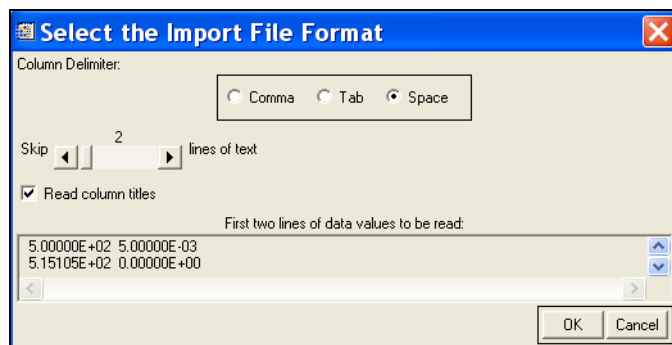 Select the Import File Format
Column Delimiter:
Comma Tab Space
2
Skip lines of text
Read column titles
First two lines of data values to be read:
5.00000E+02 5.00000E-03
5.15105E+02 0.00000E+00
OK Cancel